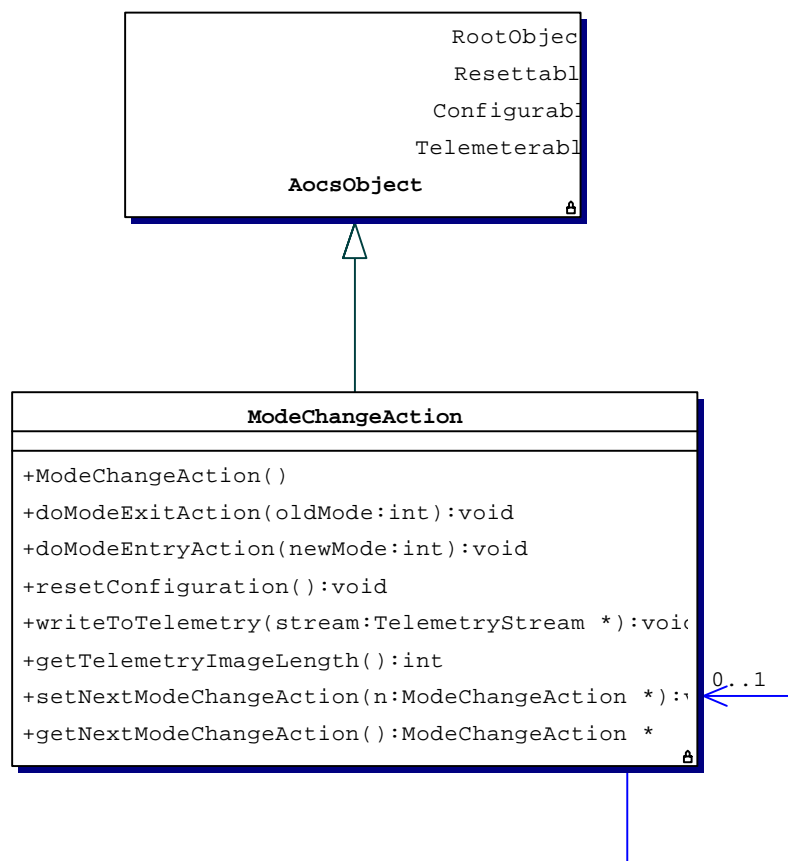 RootObjec
Resettabl
Configurabl
Telemeterabl
AocsObject
ModeChangeAction
+ModeChangeAction()
+doModeExitAction(oldMode:int):void
+doModeEntryAction(newMode:int):void
+resetConfiguration():void
+writeToTelemetry(stream:TelemetryStream *):void
+getTelemetryImageLength():int
+setNextModeChangeAction(n:ModeChangeAction *):v
+getNextModeChangeAction():ModeChangeAction *
0..1